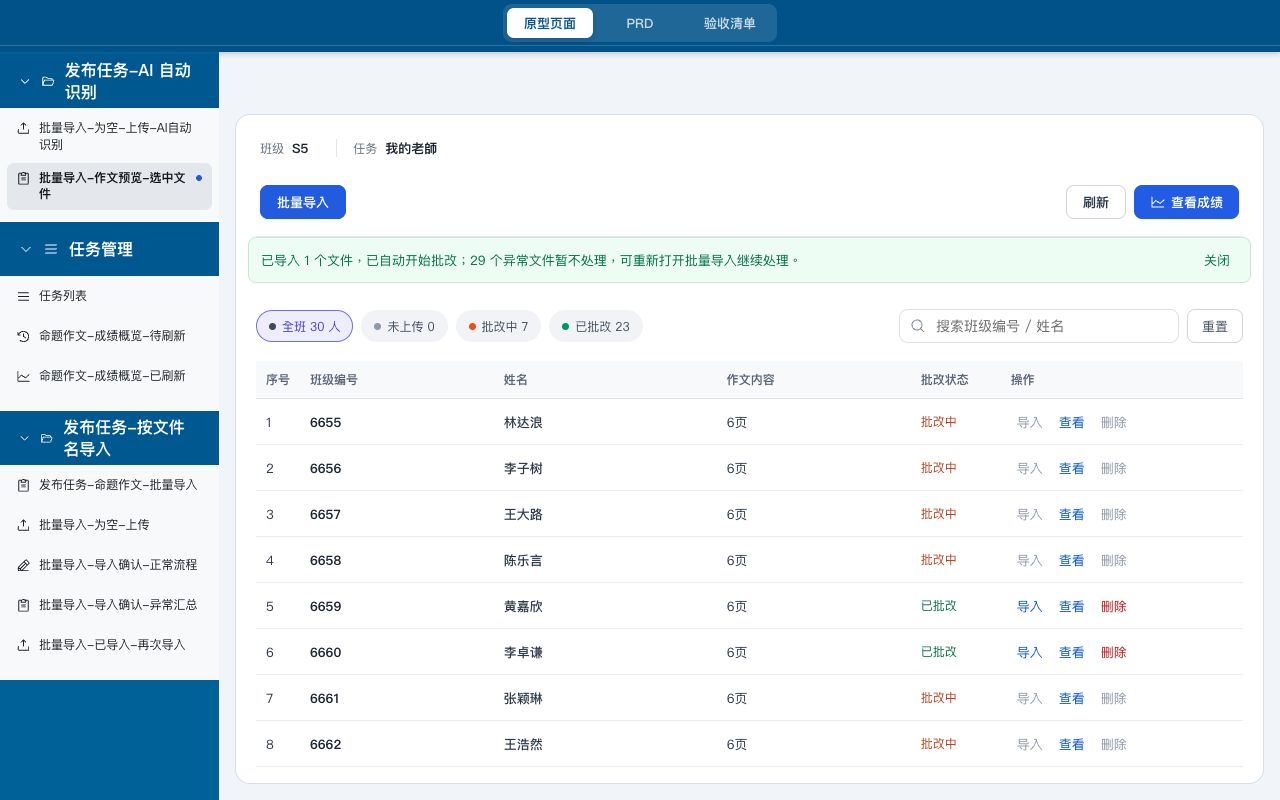 原型页面
PRD
验收清单
发布任务-AI 自动
识别
批量导入-为空-上传-AI自动
识别
批量导入-作文预览-选中文
件
任务管理
任务列表
命题作文-成绩概览-待刷新
命题作文-成绩概览-已刷新
发布任务-按文件
名导入
发布任务-命题作文-批量导入
批量导入-为空-上传
批量导入-导入确认-正常流程
批量导入-导入确认-异常汇总
批量导入-已导入-再次导入
班级 S5 任务 我的老師
批量导入 刷新 查看成绩
已导入 1 个文件，已自动开始批改；29 个异常文件暂不处理，可重新打开批量导入继续处理。 关闭
全班 30 人 未上传 0 批改中 7 已批改 23 搜索班级编号 / 姓名 重置
序号 班级编号 姓名 作文内容 批改状态 操作
1 6655 林达浪 6页 批改中 导入 查看 删除
2 6656 李子树 6页 批改中 导入 查看 删除
3 6657 王大路 6页 批改中 导入 查看 删除
4 6658 陈乐言 6页 批改中 导入 查看 删除
5 6659 黄嘉欣 6页 已批改 导入 查看 删除
6 6660 李卓谦 6页 已批改 导入 查看 删除
7 6661 张颖琳 6页 批改中 导入 查看 删除
8 6662 王浩然 6页 批改中 导入 查看 删除